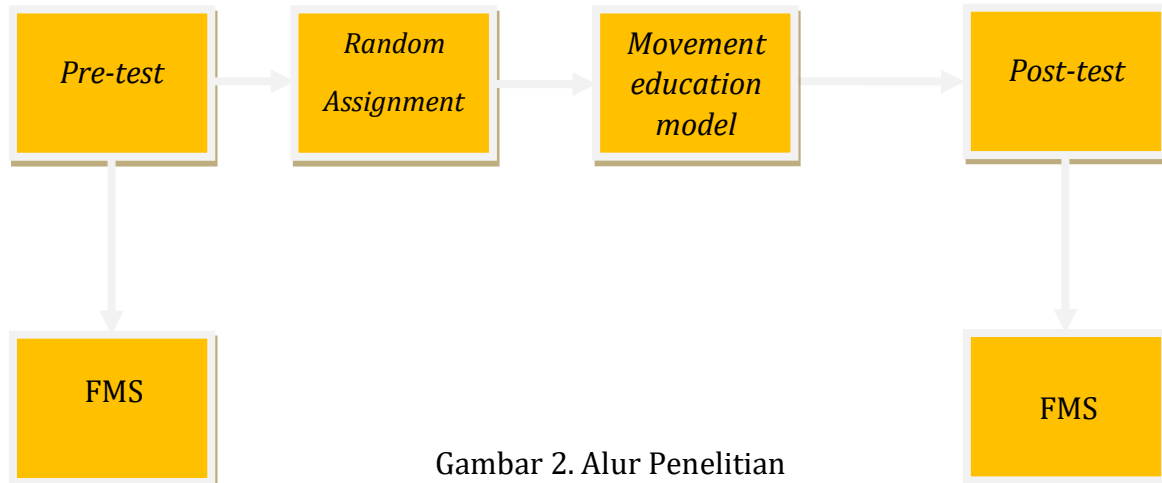 Pre-test
Random
Assignment
Movement
education
model
Post-test
FMS
FMS
Gambar 2. Alur Penelitian